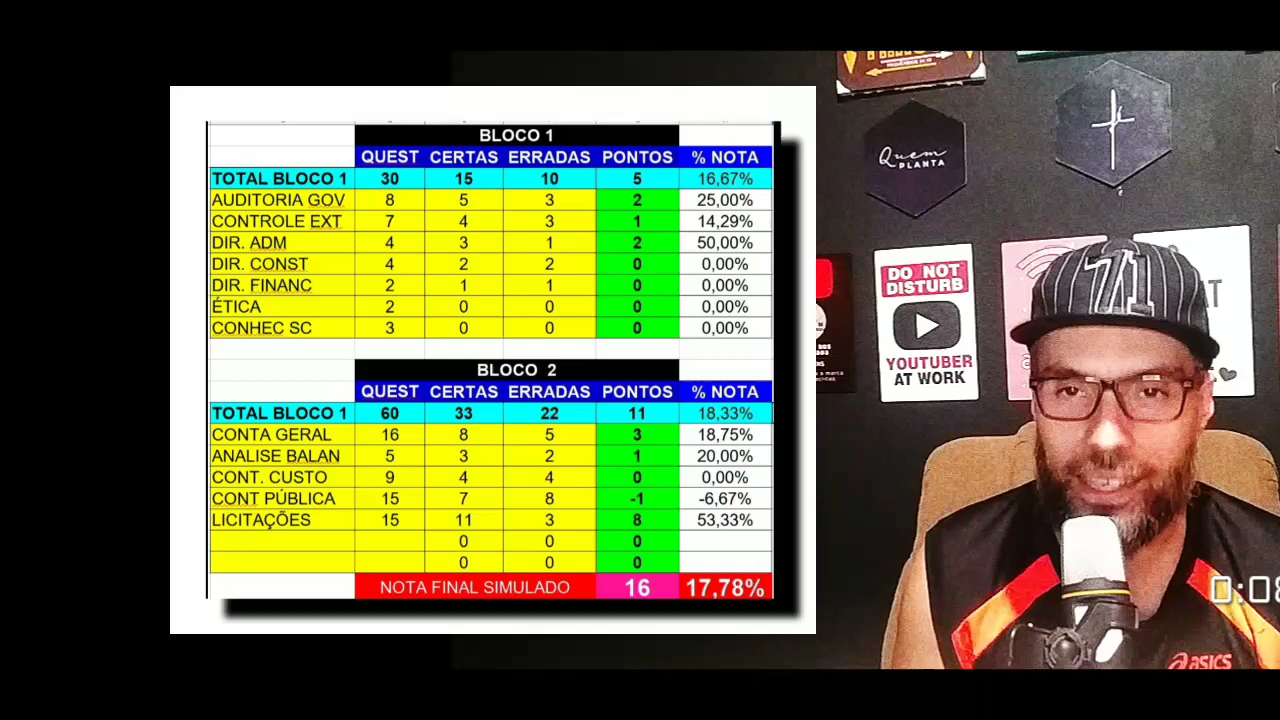 BLOCO 1
QUEST CERTAS ERRADAS PONTOS % NOTA
TOTAL BLOCO 1 30 15 10 5 16,67%
AUDITORIA GOV 8 5 3 2 25,00%
CONTROLE EXT 7 4 3 1 14,29%
DIR. ADM 4 3 1 2 50,00%
DIR. CONST 4 2 2 0 0,00%
DIR. FINANC 2 1 1 0 0,00%
ÉTICA 2 0 0 0 0,00%
CONHEC SC 3 0 0 0 0,00%
BLOCO 2
QUEST CERTAS ERRADAS PONTOS % NOTA
TOTAL BLOCO 1 60 33 22 11 18,33%
CONTA GERAL 16 8 5 3 18,75%
ANALISE BALAN 5 3 2 1 20,00%
CONT. CUSTO 9 4 4 0 0,00%
CONT PÚBLICA 15 7 8 -1 -6,67%
LICITAÇÕES 15 11 3 8 53,33%
0 0 0
0 0 0
NOTA FINAL SIMULADO 16 17,78%
Quem
PLANTA
DO NOT
DISTURB
YOUTUBER
AT WORK
71
0:08
asics